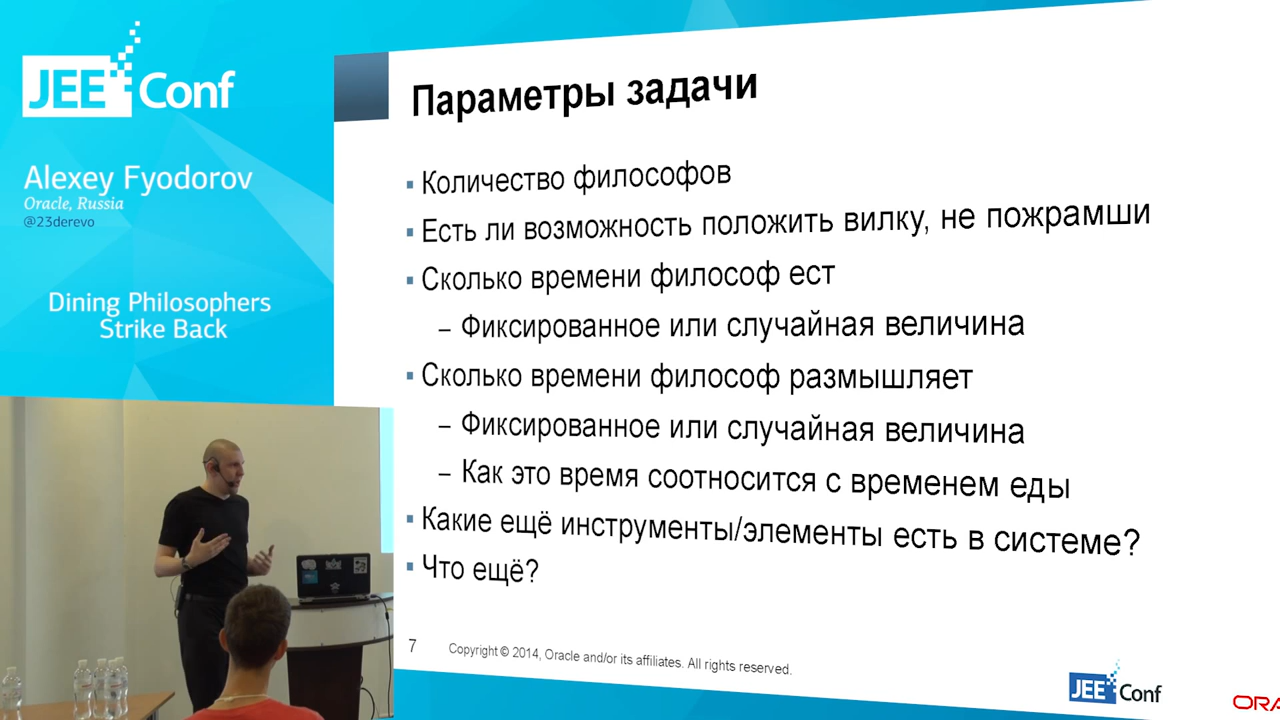 JEE Conf
Alexey Fyodorov
Oracle, Russia
@23derevo
Dining Philosophers
Strike Back
Параметры задачи
Количество философов
Есть ли возможность положить вилку, не пожрамши
Сколько времени философ ест
– Фиксированное или случайная величина
Сколько времени философ размышляет
– Фиксированное или случайная величина
– Как это время соотносится с временем еды
Какие ещё инструменты/элементы есть в системе?
Что ещё?
7
Copyright © 2014, Oracle and/or its affiliates. All rights reserved.
JEE Conf
ORA